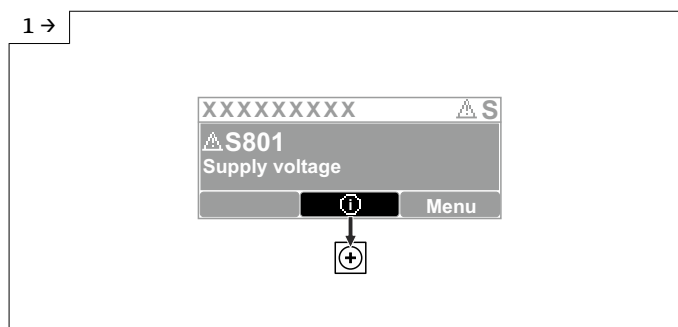 1 →
XXXXXXXXX ⚠ S
⚠S801
Supply voltage
ⓘ Menu
+